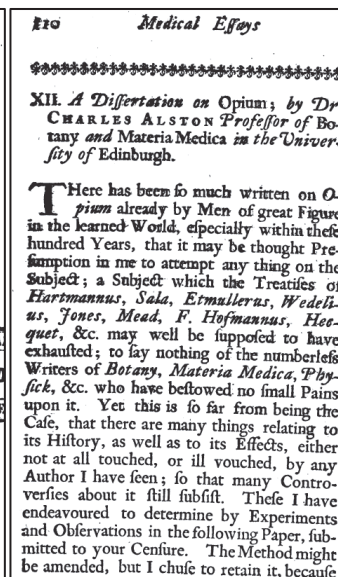 110 Medical Eſſays
XII. A Diſſertation on Opium; by Dr
CHARLES ALSTON Profeſſor of Bo-
tany and Materia Medica in the Univer-
ſity of Edinburgh.
THere has been ſo much written on O-
pium already by Men of great Figure
in the learned World, eſpecially within theſe
hundred Years, that it may be thought Pre-
ſumption in me to attempt any thing on the
Subject; a Subject which the Treatiſes of
Hartmannus, Sala, Etmullerus, Wedeli-
us, Jones, Mead, F. Hofmannus, Hec-
quet, &c. may well be ſuppoſed to have
exhauſted; to ſay nothing of the numberleſs
Writers of Botany, Materia Medica, Phy-
ſick, &c. who have beſtowed no ſmall Pains
upon it. Yet this is ſo far from being the
Caſe, that there are many things relating to
its Hiſtory, as well as to its Effects, either
not at all touched, or ill vouched, by any
Author I have ſeen; ſo that many Contro-
verſies about it ſtill ſubſiſt. Theſe I have
endeavoured to determine by Experiments
and Obſervations in the following Paper, ſub-
mitted to your Cenſure. The Method might
be amended, but I chuſe to retain it, becauſe